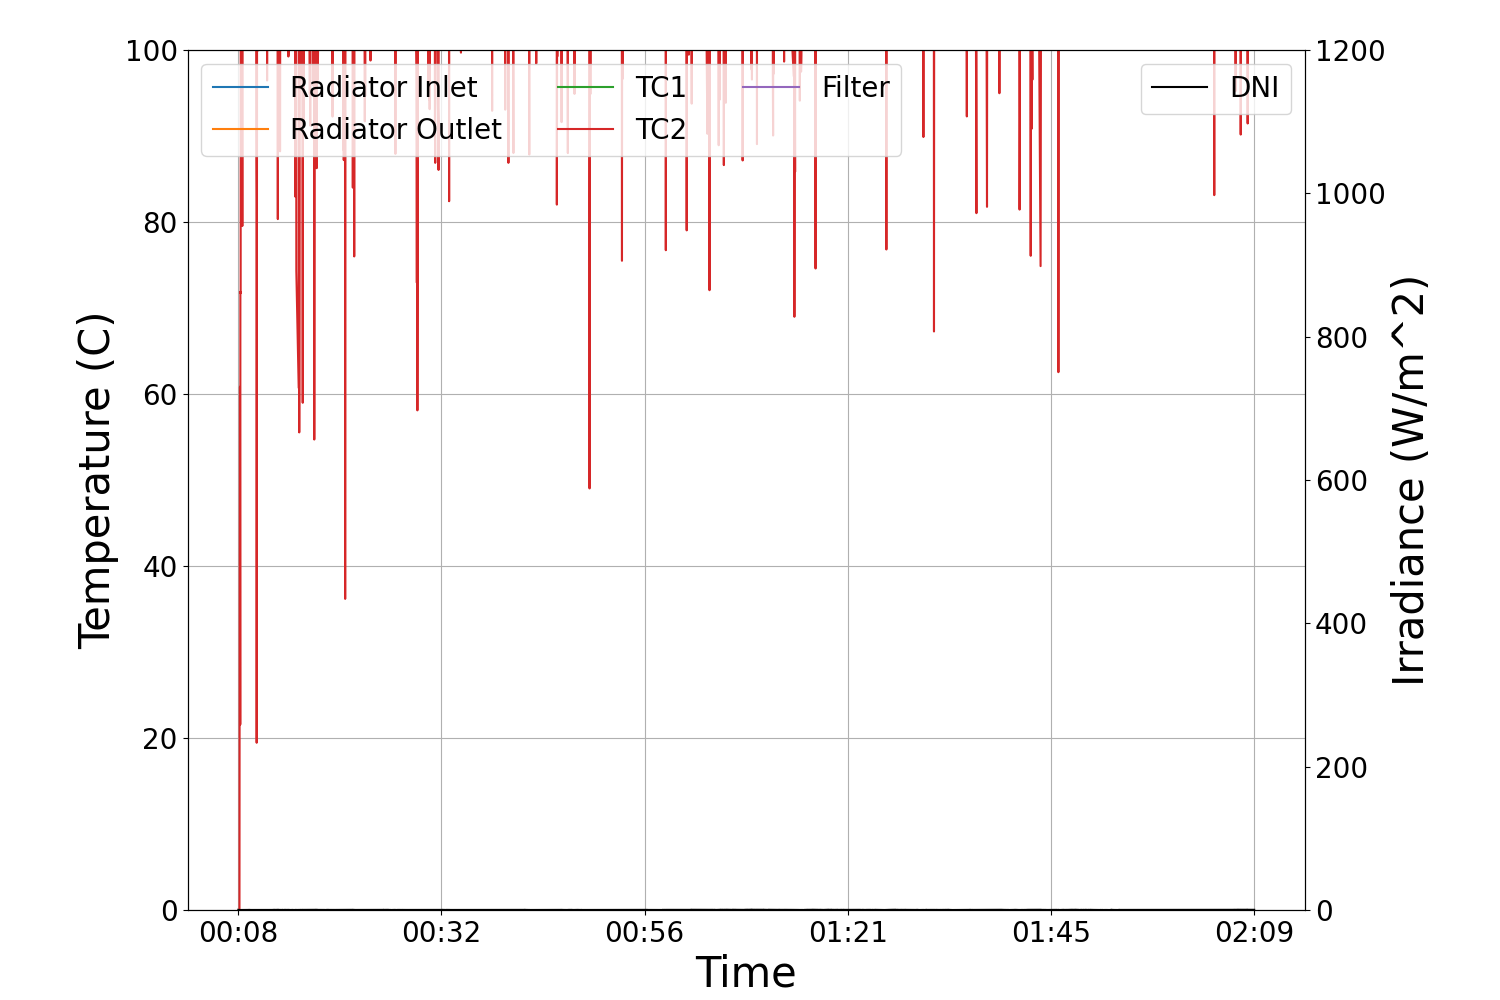 100
80
60
40
20
0
Temperature (C)
Radiator Inlet
Radiator Outlet
TC1
TC2
Filter
DNI
1200
1000
800
600
400
200
0
Irradiance (W/m^2)
00:08 00:32 00:56 01:21 01:45 02:09
Time